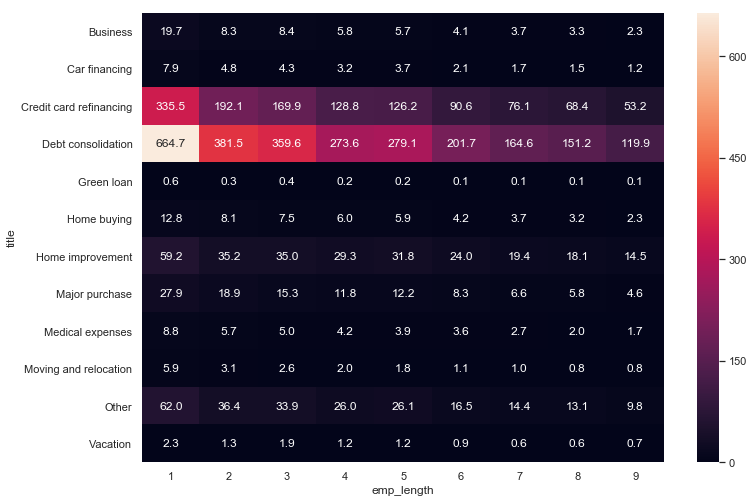 Business 19.7 8.3 8.4 5.8 5.7 4.1 3.7 3.3 2.3
Car financing 7.9 4.8 4.3 3.2 3.7 2.1 1.7 1.5 1.2
Credit card refinancing 335.5 192.1 169.9 128.8 126.2 90.6 76.1 68.4 53.2
Debt consolidation 664.7 381.5 359.6 273.6 279.1 201.7 164.6 151.2 119.9
Green loan 0.6 0.3 0.4 0.2 0.2 0.1 0.1 0.1 0.1
Home buying 12.8 8.1 7.5 6.0 5.9 4.2 3.7 3.2 2.3
Home improvement 59.2 35.2 35.0 29.3 31.8 24.0 19.4 18.1 14.5
Major purchase 27.9 18.9 15.3 11.8 12.2 8.3 6.6 5.8 4.6
Medical expenses 8.8 5.7 5.0 4.2 3.9 3.6 2.7 2.0 1.7
Moving and relocation 5.9 3.1 2.6 2.0 1.8 1.1 1.0 0.8 0.8
Other 62.0 36.4 33.9 26.0 26.1 16.5 14.4 13.1 9.8
Vacation 2.3 1.3 1.9 1.2 1.2 0.9 0.6 0.6 0.7
1 2 3 4 5 6 7 8 9
emp_length
title
600
450
300
150
0